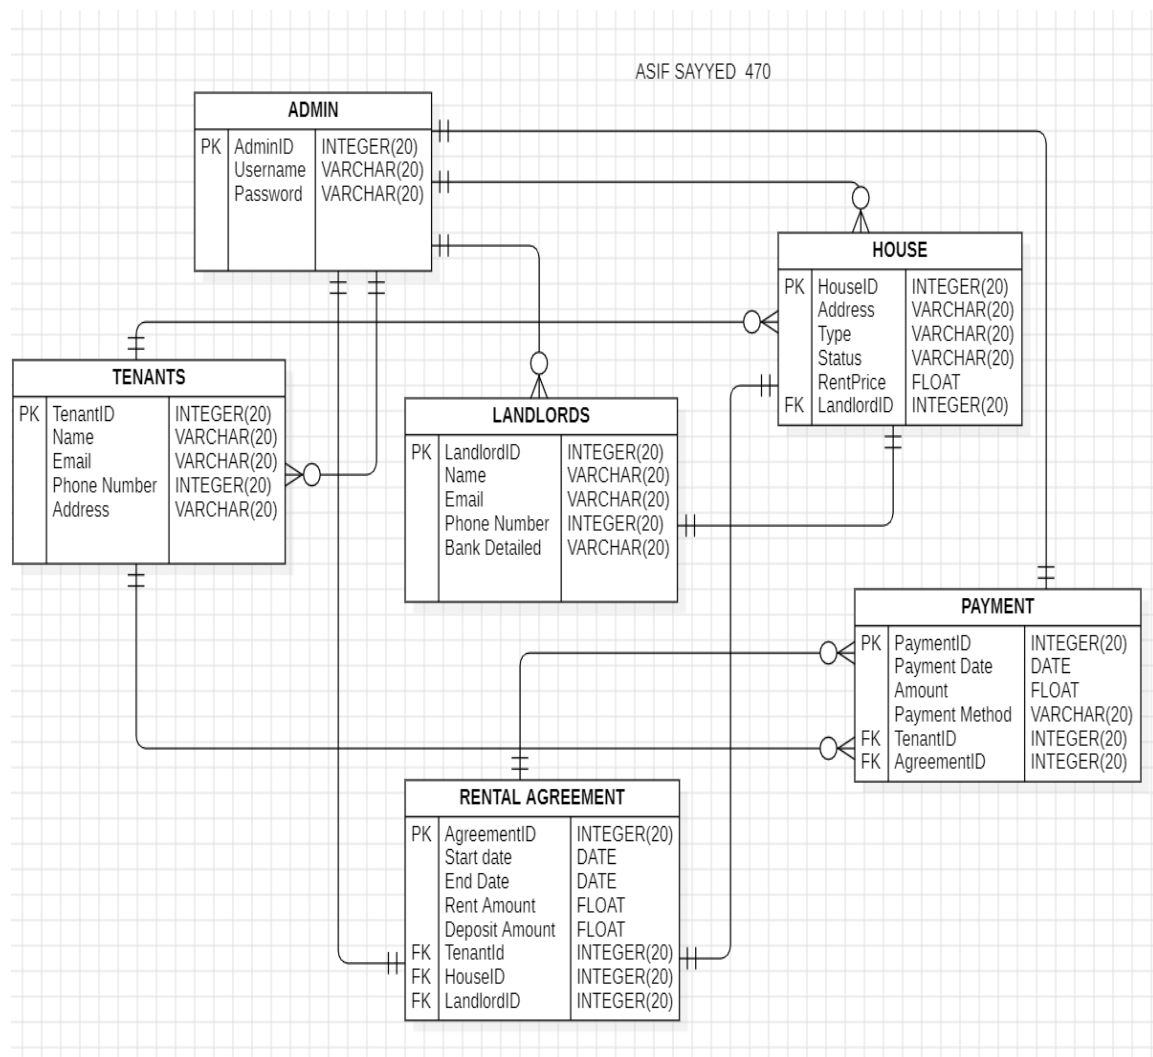 ASIF SAYYED 470
ADMIN
PK AdminID INTEGER(20)
Username VARCHAR(20)
Password VARCHAR(20)
HOUSE
PK HouseID INTEGER(20)
Address VARCHAR(20)
Type VARCHAR(20)
Status VARCHAR(20)
RentPrice FLOAT
FK LandlordID INTEGER(20)
TENANTS
PK TenantID INTEGER(20)
Name VARCHAR(20)
Email VARCHAR(20)
Phone Number INTEGER(20)
Address VARCHAR(20)
LANDLORDS
PK LandlordID INTEGER(20)
Name VARCHAR(20)
Email VARCHAR(20)
Phone Number INTEGER(20)
Bank Detailed VARCHAR(20)
PAYMENT
PK PaymentID INTEGER(20)
Payment Date DATE
Amount FLOAT
Payment Method VARCHAR(20)
FK TenantID INTEGER(20)
FK AgreementID INTEGER(20)
RENTAL AGREEMENT
PK AgreementID INTEGER(20)
Start date DATE
End Date DATE
Rent Amount FLOAT
Deposit Amount FLOAT
FK TenantId INTEGER(20)
FK HouseID INTEGER(20)
FK LandlordID INTEGER(20)